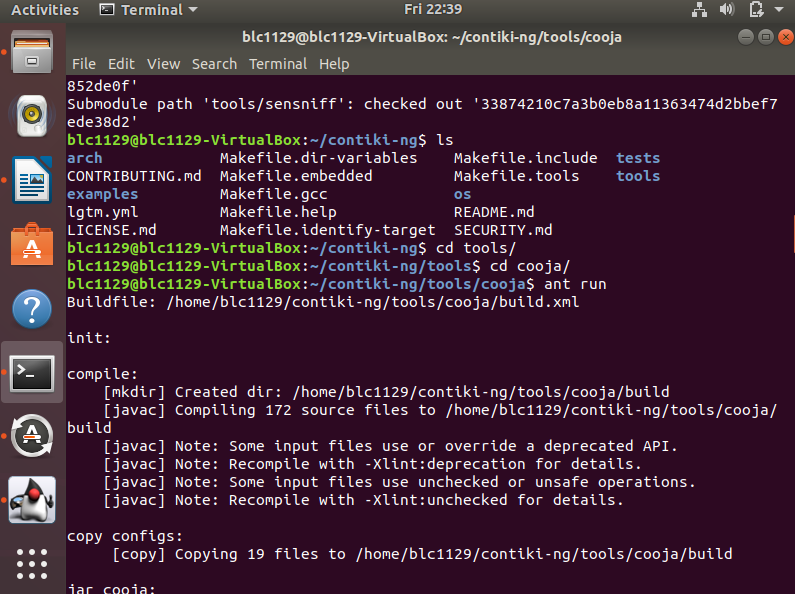 Activities Terminal Fri 22:39
blc1129@blc1129-VirtualBox: ~/contiki-ng/tools/cooja
File Edit View Search Terminal Help
852de0f'
Submodule path 'tools/sensniff': checked out '33874210c7a3b0eb8a11363474d2bbef7
ede38d2'
blc1129@blc1129-VirtualBox:~/contiki-ng$ ls
arch Makefile.dir-variables Makefile.include tests
CONTRIBUTING.md Makefile.embedded Makefile.tools tools
examples Makefile.gcc os
lgtm.yml Makefile.help README.md
LICENSE.md Makefile.identify-target SECURITY.md
blc1129@blc1129-VirtualBox:~/contiki-ng$ cd tools/
blc1129@blc1129-VirtualBox:~/contiki-ng/tools$ cd cooja/
blc1129@blc1129-VirtualBox:~/contiki-ng/tools/cooja$ ant run
Buildfile: /home/blc1129/contiki-ng/tools/cooja/build.xml
init:
compile:
[mkdir] Created dir: /home/blc1129/contiki-ng/tools/cooja/build
[javac] Compiling 172 source files to /home/blc1129/contiki-ng/tools/cooja/
build
[javac] Note: Some input files use or override a deprecated API.
[javac] Note: Recompile with -Xlint:deprecation for details.
[javac] Note: Some input files use unchecked or unsafe operations.
[javac] Note: Recompile with -Xlint:unchecked for details.
copy configs:
[copy] Copying 19 files to /home/blc1129/contiki-ng/tools/cooja/build
jar cooja: